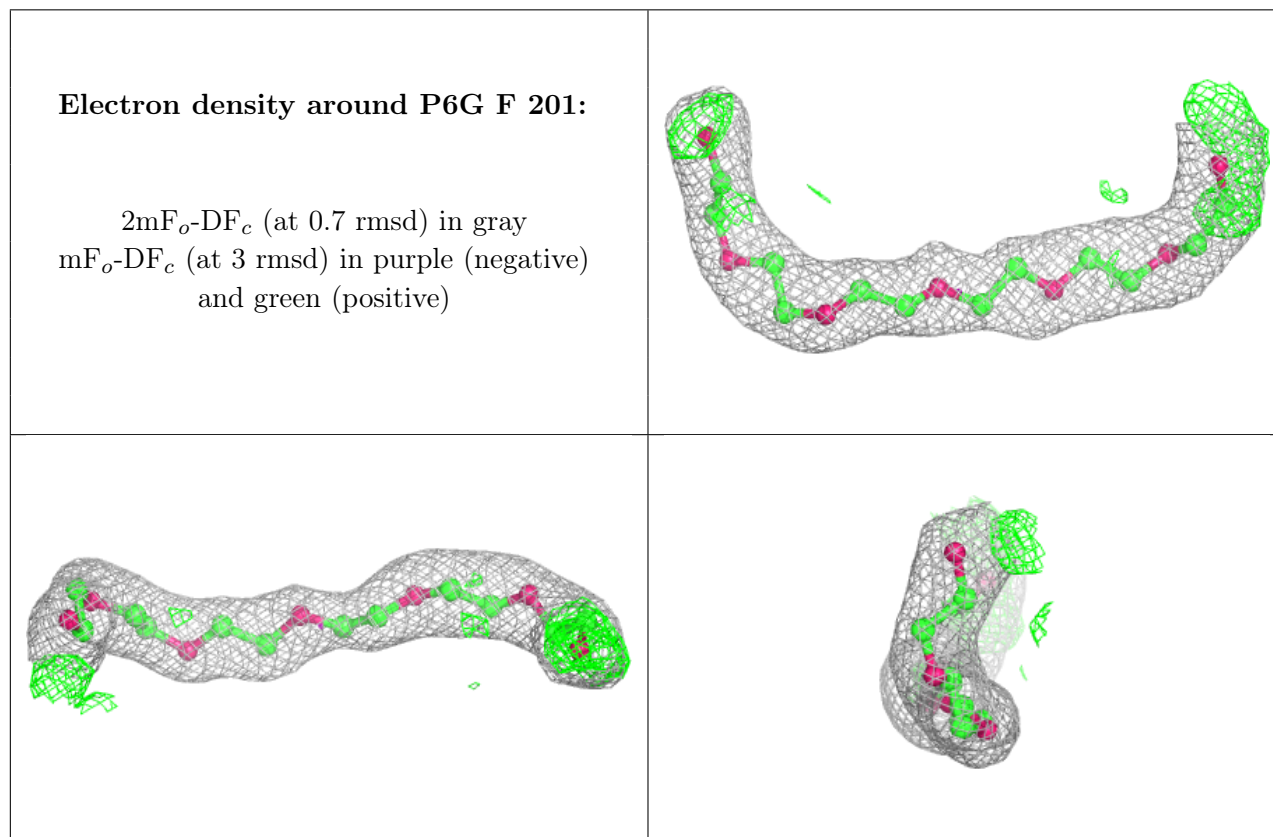 Electron density around P6G F 201:
2mFo-DFc (at 0.7 rmsd) in gray
mFo-DFc (at 3 rmsd) in purple (negative)
and green (positive)